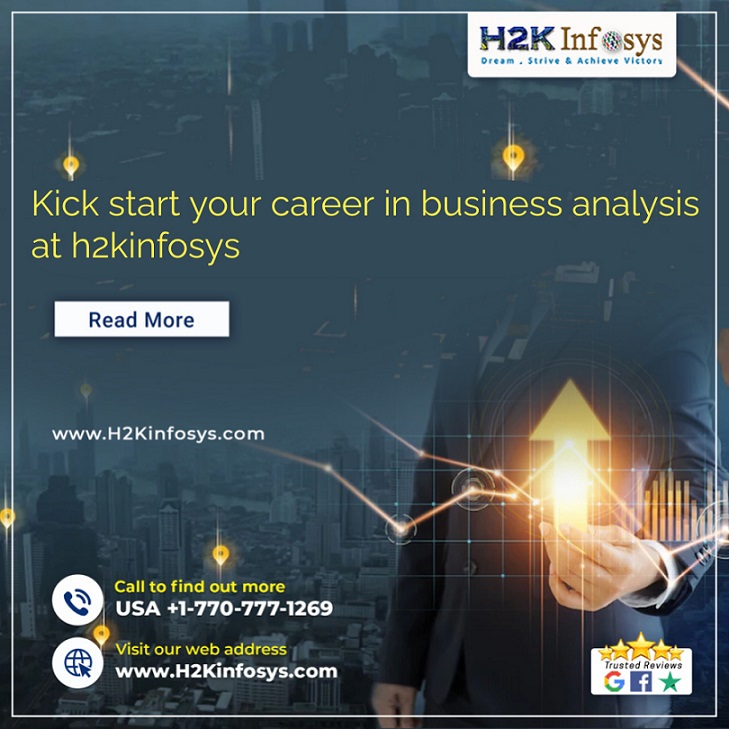 H2K Infosys
Dream . Strive & Achieve Victory
Kick start your career in business analysis
at h2kinfosys
Read More
www.H2Kinfosys.com
Call to find out more
USA +1-770-777-1269
Visit our web address
www.H2Kinfosys.com
Trusted Reviews